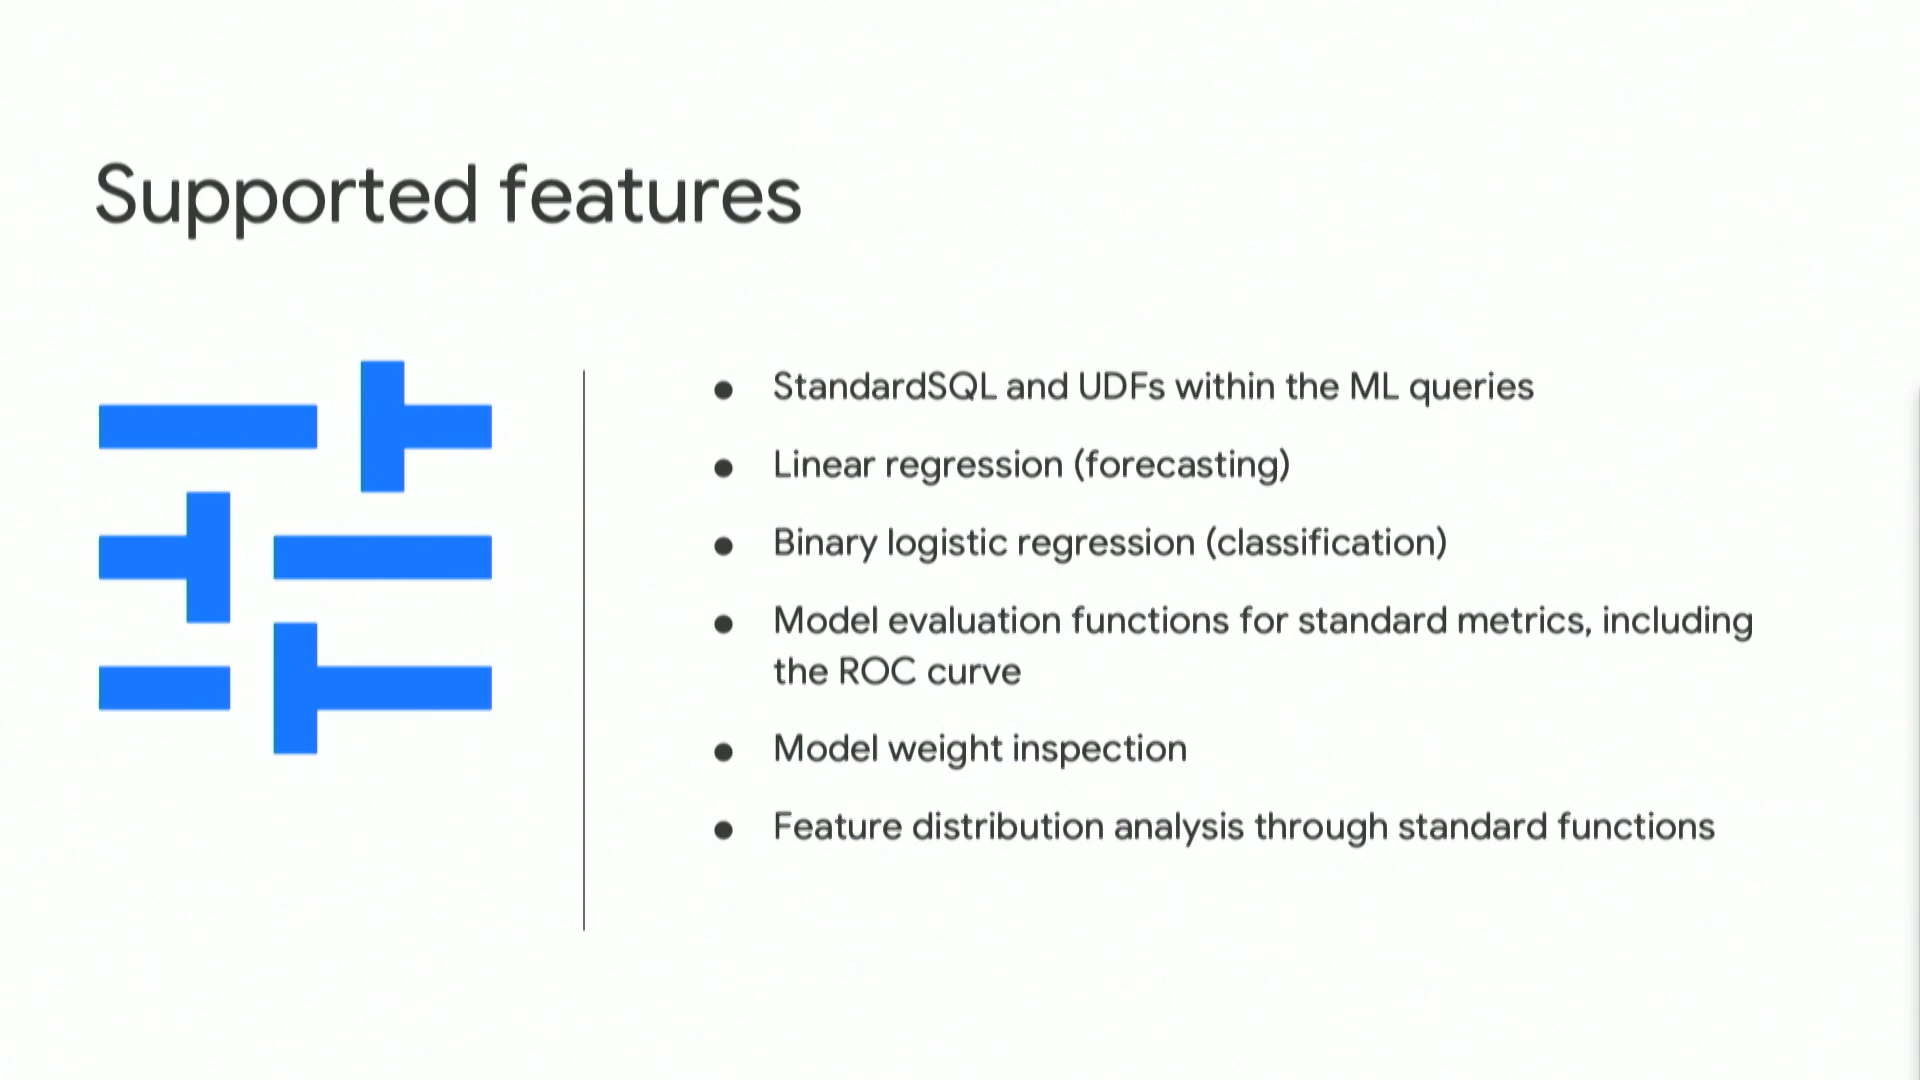 Supported features
● StandardSQL and UDFs within the ML queries
● Linear regression (forecasting)
● Binary logistic regression (classification)
● Model evaluation functions for standard metrics, including
the ROC curve
● Model weight inspection
● Feature distribution analysis through standard functions